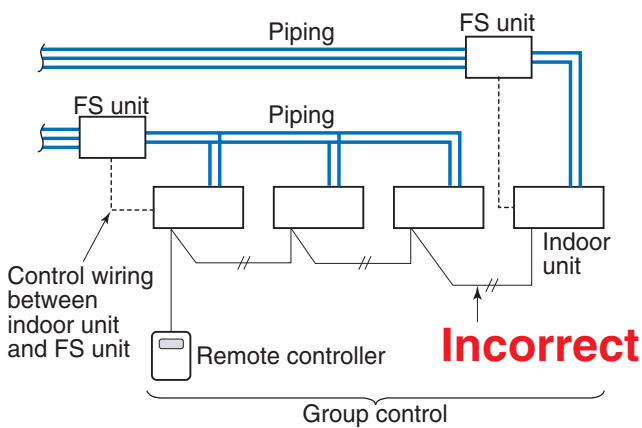 FS unit
Piping
FS unit
Piping
Indoor
unit
Control wiring
between
indoor unit
and FS unit
Incorrect
Remote controller
Group control